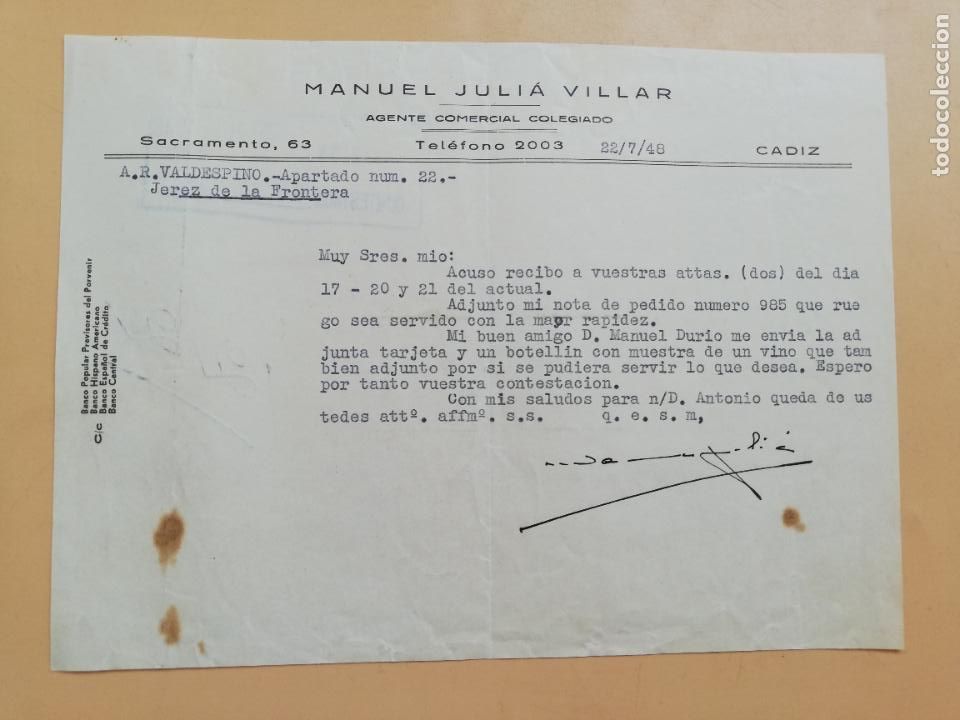 MANUEL JULIÁ VILLAR
AGENTE COMERCIAL COLEGIADO
Sacramento, 63 Teléfono 2003 22/7/48 CADIZ
A.R.VALDESPINO.-Apartado num. 22.-
Jerez de la Frontera
Muy Sres. mio:
Acuso recibo a vuestras attas. (dos) del dia
17 - 20 y 21 del actual.
Adjunto mi nota de pedido numero 985 que rue
go sea servido con la mapr rapidez.
Mi buen amigo D. Manuel Durio me envia la ad
junta tarjeta y un botellin con muestra de un vino que tam
bien adjunto por si se pudiera servir lo que desea. Espero
por tanto vuestra contestacion.
Con mis saludos para n/D. Antonio queda de us
tedes attº. affmº. s.s. q. e. s. m,
C/c
Banco Popular Previsores del Porvenir
Banco Hispano Americano
Banco Español de Crédito
Banco Central
todocoleccion